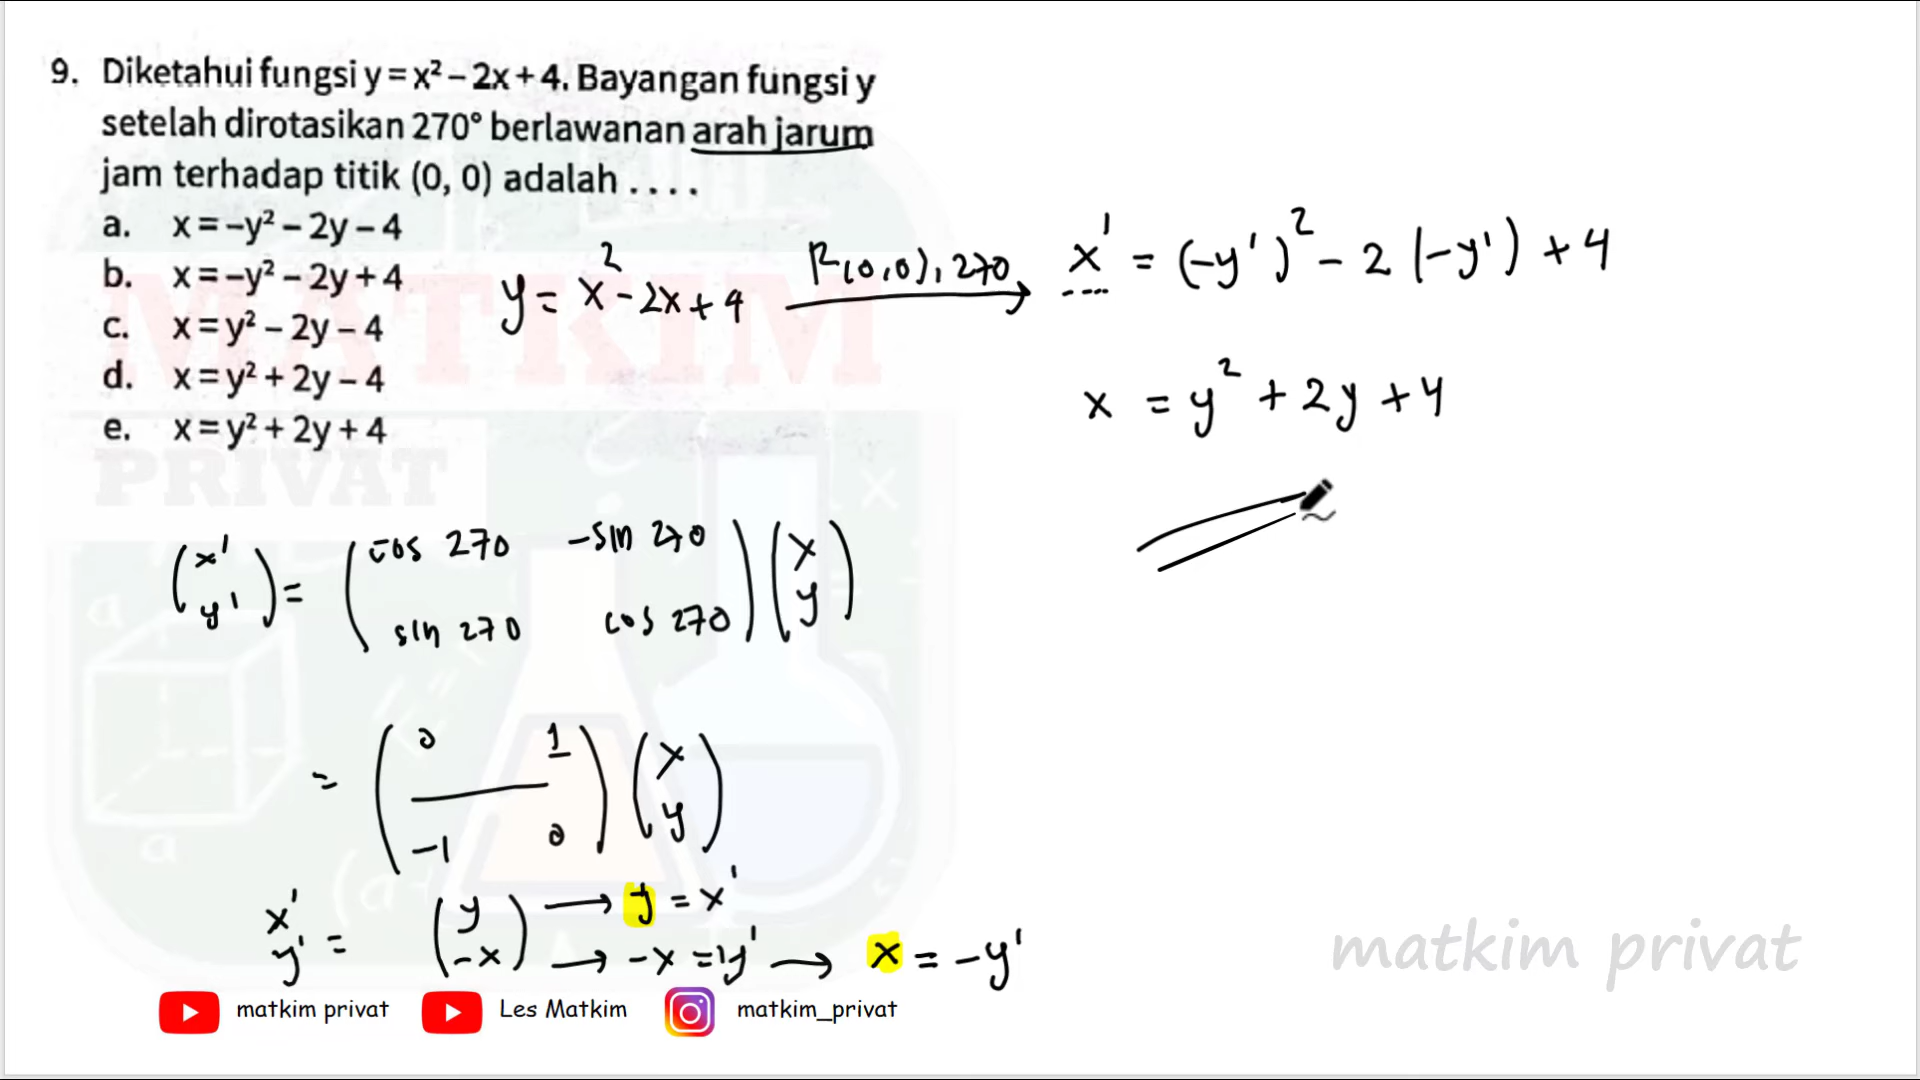 9. Diketahui fungsi y = x² – 2x + 4. Bayangan fungsi y
setelah dirotasikan 270° berlawanan arah jarum
jam terhadap titik (0, 0) adalah . . . .
a. x = –y² – 2y – 4
b. x = –y² – 2y + 4
c. x = y² – 2y – 4
d. x = y² + 2y – 4
e. x = y² + 2y + 4
MATKIM
PRIVAT
y = x² - 2x + 4 R(0,0), 270 x' = (-y')² - 2(-y') + 4
x = y² + 2y + 4
(x' y') = (cos 270 -sin 270
sin 270 cos 270) (x y)
= (0 1
-1 0) (x y)
x' y' = (y -x) → y = x'
→ -x = y' → x = -y'
matkim privat
matkim privat Les Matkim matkim_privat